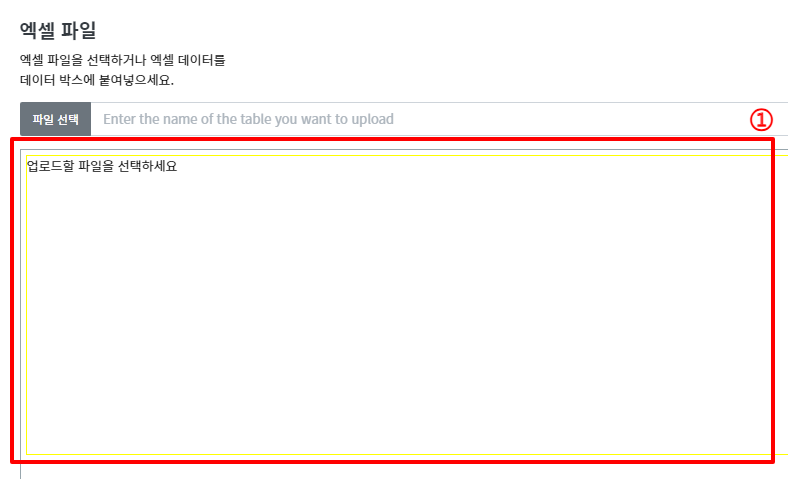 엑셀 파일
엑셀 파일을 선택하거나 엑셀 데이터를
데이터 박스에 붙여넣으세요.
파일 선택 Enter the name of the table you want to upload ①
업로드할 파일을 선택하세요